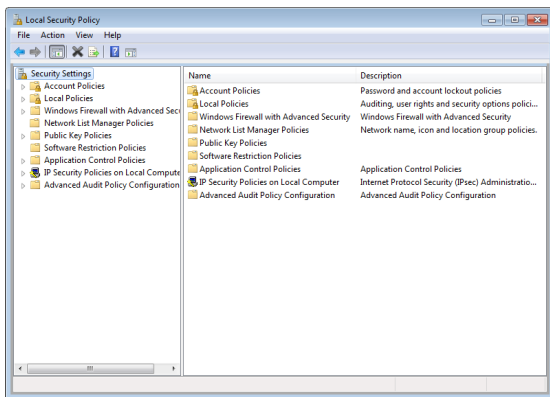 Local Security Policy
File Action View Help
Security Settings
Account Policies
Local Policies
Windows Firewall with Advanced Secu
Network List Manager Policies
Public Key Policies
Software Restriction Policies
Application Control Policies
IP Security Policies on Local Compute
Advanced Audit Policy Configuration
Name Description
Account Policies Password and account lockout policies
Local Policies Auditing, user rights and security options polici...
Windows Firewall with Advanced Security Windows Firewall with Advanced Security
Network List Manager Policies Network name, icon and location group policies.
Public Key Policies
Software Restriction Policies
Application Control Policies Application Control Policies
IP Security Policies on Local Computer Internet Protocol Security (IPsec) Administratio...
Advanced Audit Policy Configuration Advanced Audit Policy Configuration